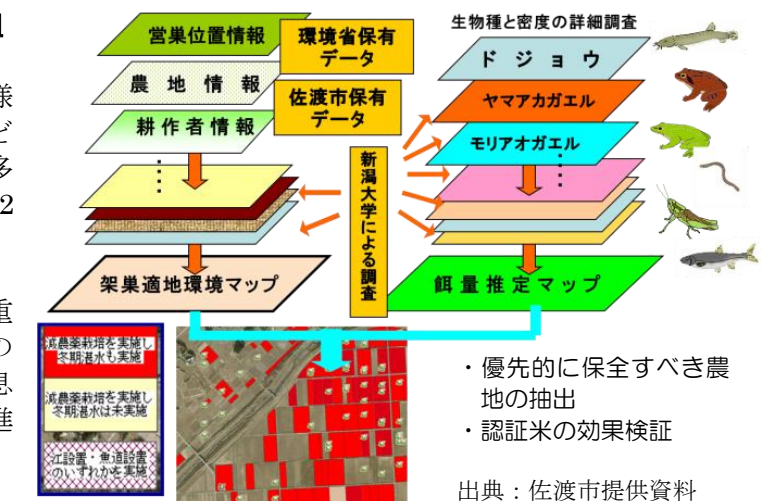 様
ど
多
2
重
の
進
営巣位置情報
農地情報
耕作者情報
環境省保有
データ
佐渡市保有
データ
新潟大学による調査
架巣適地環境マップ
生物種と密度の詳細調査
ドジョウ
ヤマアカガエル
モリアオガエル
餌量推定マップ
減農薬栽培を実施し
冬期湛水も実施
減農薬栽培を実施し
冬期湛水は未実施
江設置・魚道設置
のいずれかを実施
・優先的に保全すべき農
地の抽出
・認証米の効果検証
出典：佐渡市提供資料